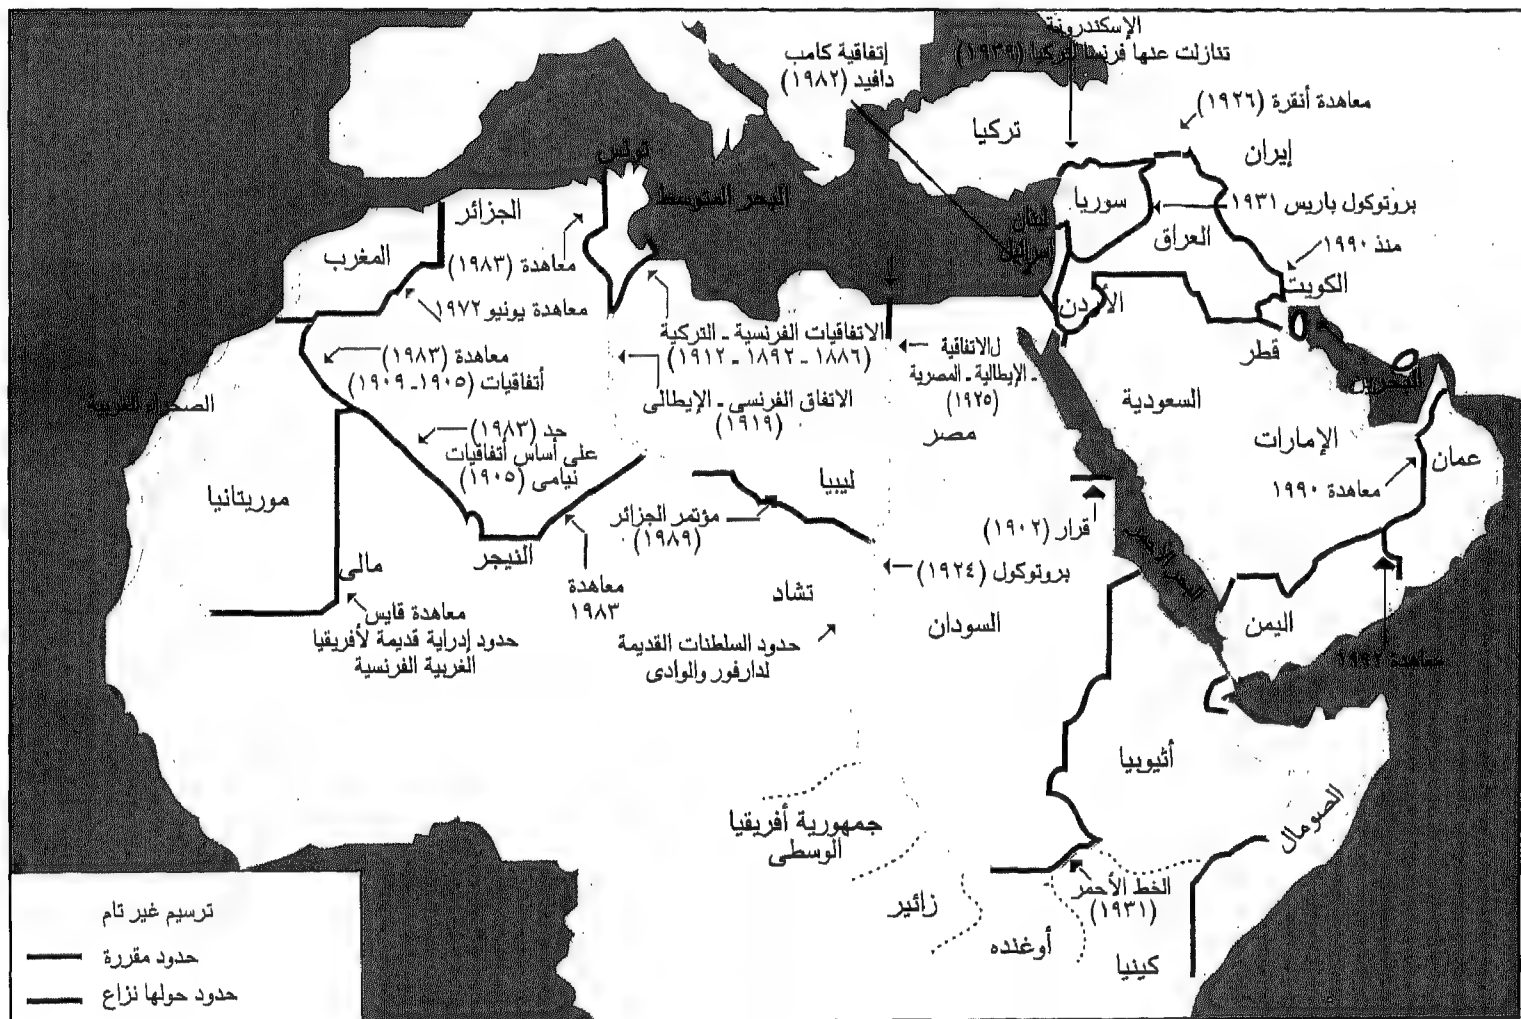 الإسكندرونة
تنازلت عنها فرنسا لتركيا (١٩٣٩)
إتفاقية كامب
دافيد (١٩٨٢)
معاهدة أنقرة (١٩٢٦)
تركيا
إيران
تونس
البحر المتوسط
سوريا
بروتوكول باريس ١٩٣١
لبنان
إسرائيل
العراق
منذ ١٩٩٠
الكويت
الأردن
الجزائر
المغرب
معاهدة (١٩٨٣)
معاهدة يونيو ١٩٧٢
الاتفاقيات الفرنسية - التركية
(١٨٨٦ - ١٨٩٢ - ١٩١٢)
ل الاتفاقية
- الإيطالية - المصرية
(١٩٢٥)
قطر
البحرين
معاهدة (١٩٨٣)
أتفاقيات (١٩٠٥-١٩٠٩)
الصحراء الغربية
الاتفاق الفرنسى - الإيطالى
(١٩١٩)
مصر
السعودية
الإمارات
عمان
حد (١٩٨٣)
على أساس أتفاقيات
نيامى (١٩٠٥)
معاهدة ١٩٩٠
ليبيا
موريتانيا
مؤتمر الجزائر
(١٩٨٩)
قرار (١٩٠٢)
البحر الأحمر
النيجر
مالى
معاهدة
١٩٨٣
تشاد
بروتوكول (١٩٢٤)
السودان
اليمن
معاهدة ١٩٩٢
معاهدة قايس
حدود إدراية قديمة لأفريقيا
الغربية الفرنسية
حدود السلطنات القديمة
لدارفور والوادى
أثيوبيا
الصومال
جمهورية أفريقيا
الوسطى
الخط الأحمر
(١٩٣١)
زائير
أوغنده
كينيا
ترسيم غير تام
حدود مقررة
حدود حولها نزاع